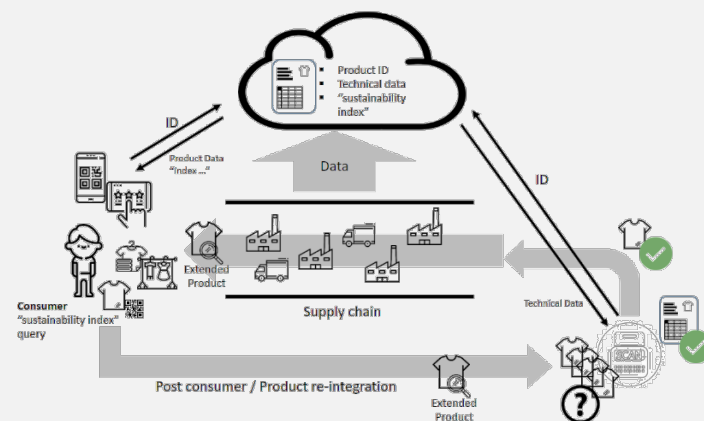 Product ID
Technical data
"sustainability
index"
ID
Product Data
"Index ..."
Data
ID
Extended
Product
Technical Data
Consumer
"sustainability index"
query
Supply chain
SCAN
Post consumer / Product re-integration
Extended
Product
?